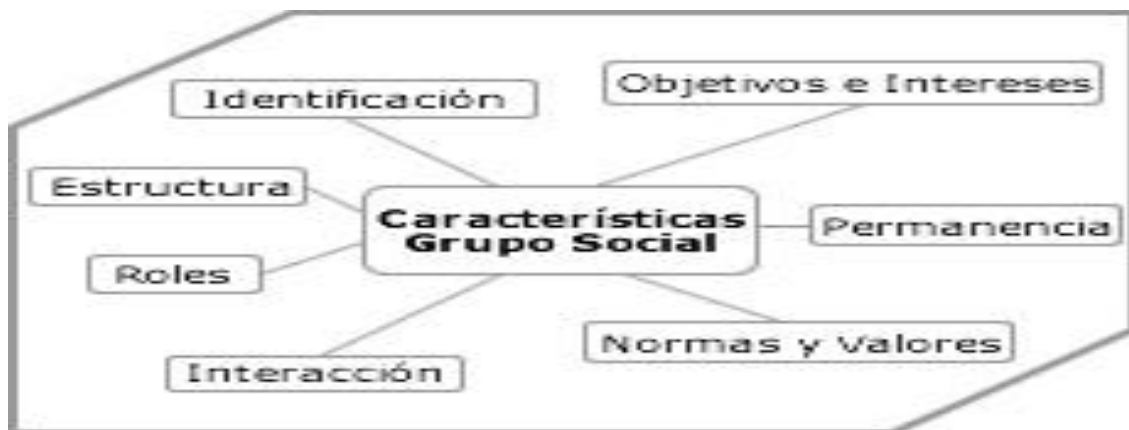 Identificación
Objetivos e Intereses
Estructura
Características
Grupo Social
Permanencia
Roles
Normas y Valores
Interacción